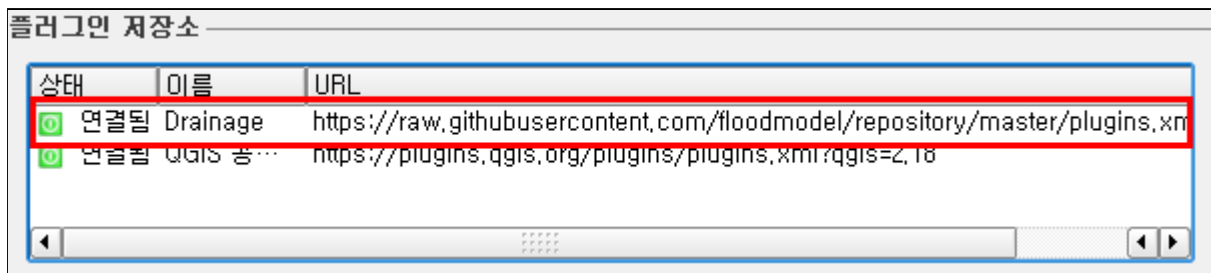 플러그인 저장소
상태 이름 URL
연결됨 Drainage https://raw.githubusercontent.com/floodmodel/repository/master/plugins.xm
연결됨 QGIS 공… https://plugins.qgis.org/plugins/plugins.xml?qgis=2.18